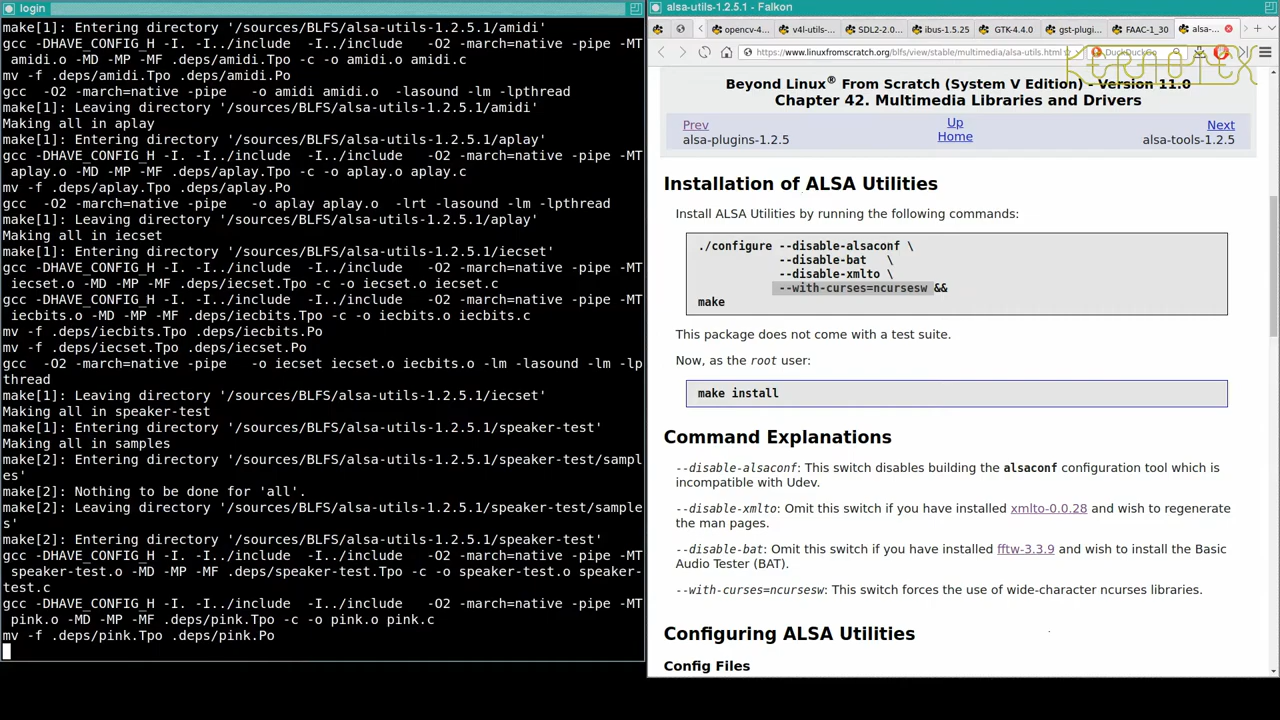 login
make[1]: Entering directory '/sources/BLFS/alsa-utils-1.2.5.1/amidi'
gcc -DHAVE_CONFIG_H -I. -I../include   -I../include   -O2 -march=native -pipe -MT
 amidi.o -MD -MP -MF .deps/amidi.Tpo -c -o amidi.o amidi.c
mv -f .deps/amidi.Tpo .deps/amidi.Po
gcc  -O2 -march=native -pipe   -o amidi amidi.o  -lasound -lm -lpthread
make[1]: Leaving directory '/sources/BLFS/alsa-utils-1.2.5.1/amidi'
Making all in aplay
make[1]: Entering directory '/sources/BLFS/alsa-utils-1.2.5.1/aplay'
gcc -DHAVE_CONFIG_H -I. -I../include   -I../include   -O2 -march=native -pipe -MT
 aplay.o -MD -MP -MF .deps/aplay.Tpo -c -o aplay.o aplay.c
mv -f .deps/aplay.Tpo .deps/aplay.Po
gcc  -O2 -march=native -pipe   -o aplay aplay.o  -lrt -lasound -lm -lpthread
make[1]: Leaving directory '/sources/BLFS/alsa-utils-1.2.5.1/aplay'
Making all in iecset
make[1]: Entering directory '/sources/BLFS/alsa-utils-1.2.5.1/iecset'
gcc -DHAVE_CONFIG_H -I. -I../include   -I../include   -O2 -march=native -pipe -MT
 iecset.o -MD -MP -MF .deps/iecset.Tpo -c -o iecset.o iecset.c
gcc -DHAVE_CONFIG_H -I. -I../include   -I../include   -O2 -march=native -pipe -MT
 iecbits.o -MD -MP -MF .deps/iecbits.Tpo -c -o iecbits.o iecbits.c
mv -f .deps/iecbits.Tpo .deps/iecbits.Po
mv -f .deps/iecset.Tpo .deps/iecset.Po
gcc  -O2 -march=native -pipe   -o iecset iecset.o iecbits.o -lm -lasound -lm -lp
thread
make[1]: Leaving directory '/sources/BLFS/alsa-utils-1.2.5.1/iecset'
Making all in speaker-test
make[1]: Entering directory '/sources/BLFS/alsa-utils-1.2.5.1/speaker-test'
Making all in samples
make[2]: Entering directory '/sources/BLFS/alsa-utils-1.2.5.1/speaker-test/sampl
es'
make[2]: Nothing to be done for 'all'.
make[2]: Leaving directory '/sources/BLFS/alsa-utils-1.2.5.1/speaker-test/sample
s'
make[2]: Entering directory '/sources/BLFS/alsa-utils-1.2.5.1/speaker-test'
gcc -DHAVE_CONFIG_H -I. -I../include   -I../include   -O2 -march=native -pipe -MT
 speaker-test.o -MD -MP -MF .deps/speaker-test.Tpo -c -o speaker-test.o speaker-
test.c
gcc -DHAVE_CONFIG_H -I. -I../include   -I../include   -O2 -march=native -pipe -MT
 pink.o -MD -MP -MF .deps/pink.Tpo -c -o pink.o pink.c
mv -f .deps/pink.Tpo .deps/pink.Po
alsa-utils-1.2.5.1 - Falkon
opencv-4... v4l-utils-... SDL2-2.0... ibus-1.5.25 GTK-4.4.0 gst-plugi... FAAC-1_30 alsa-...
https://www.linuxfromscratch.org/blfs/view/stable/multimedia/alsa-utils.html DuckDuckGo
KERNOTEX
Beyond Linux® From Scratch (System V Edition) - Version 11.0
Chapter 42. Multimedia Libraries and Drivers
Prev Up Next
alsa-plugins-1.2.5 Home alsa-tools-1.2.5
Installation of ALSA Utilities
Install ALSA Utilities by running the following commands:
./configure --disable-alsaconf \
--disable-bat   \
--disable-xmlto \
--with-curses=ncursesw &&
make
This package does not come with a test suite.
Now, as the root user:
make install
Command Explanations
--disable-alsaconf: This switch disables building the alsaconf configuration tool which is
incompatible with Udev.
--disable-xmlto: Omit this switch if you have installed xmlto-0.0.28 and wish to regenerate
the man pages.
--disable-bat: Omit this switch if you have installed fftw-3.3.9 and wish to install the Basic
Audio Tester (BAT).
--with-curses=ncursesw: This switch forces the use of wide-character ncurses libraries.
Configuring ALSA Utilities
Config Files